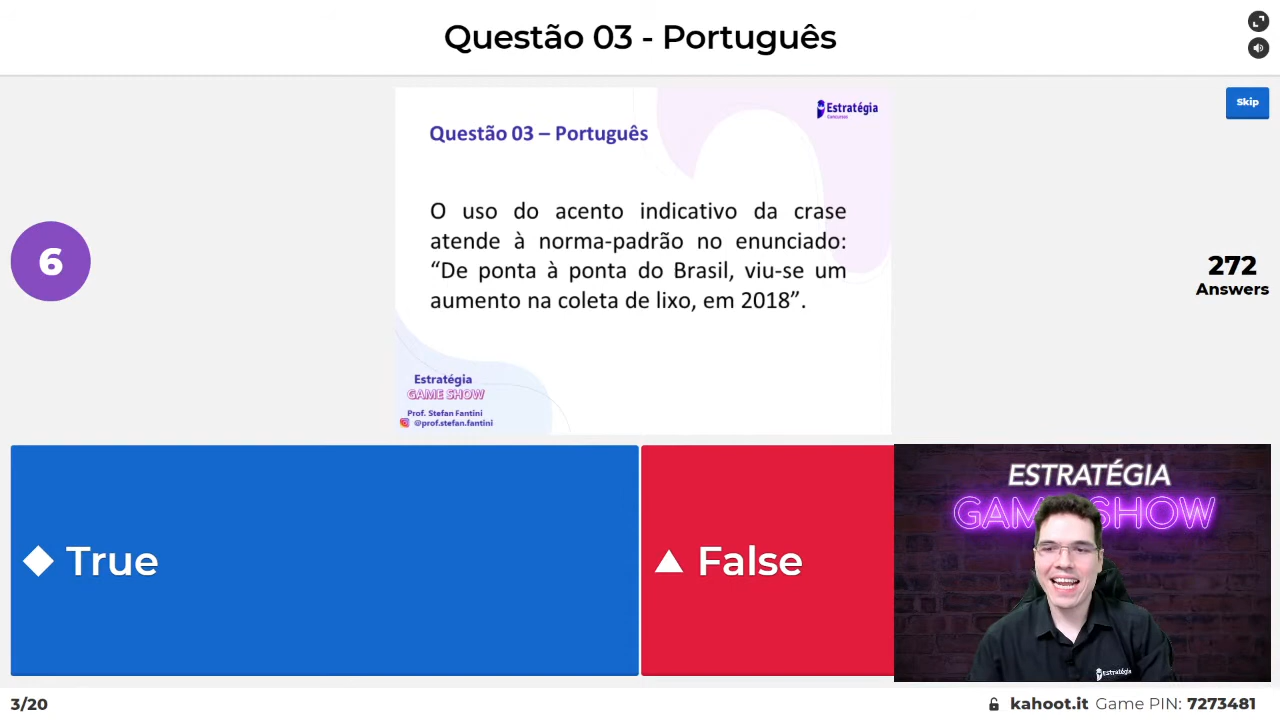 Questão 03 - Português
Skip
Estratégia
Concursos
Questão 03 – Português
O uso do acento indicativo da crase
atende à norma-padrão no enunciado:
“De ponta à ponta do Brasil, viu-se um
aumento na coleta de lixo, em 2018”.
6
272
Answers
Estratégia
GAME SHOW
Prof. Stefan Fantini
@prof.stefan.fantini
True
False
ESTRATÉGIA
GAME SHOW
Estratégia
3/20
kahoot.it Game PIN: 7273481